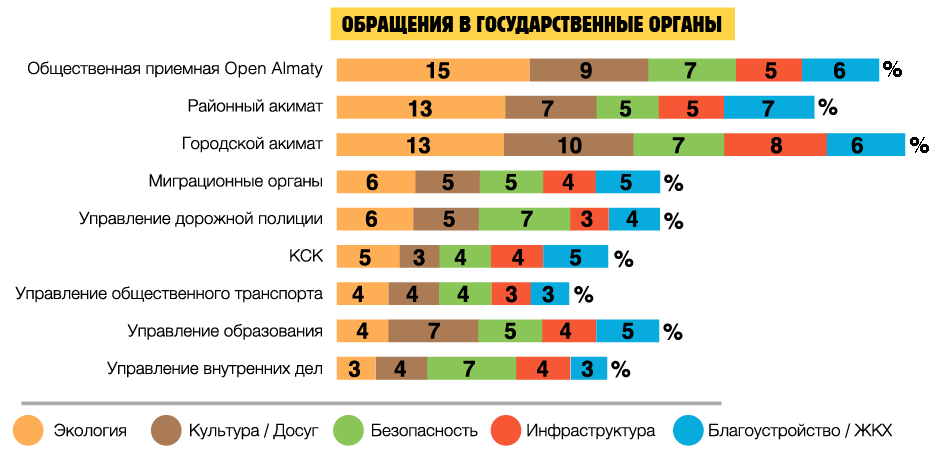 ОБРАЩЕНИЯ В ГОСУДАРСТВЕННЫЕ ОРГАНЫ
Общественная приемная Open Almaty 15 9 7 5 6 %
Районный акимат 13 7 5 5 7 %
Городской акимат 13 10 7 8 6 %
Миграционные органы 6 5 5 4 5 %
Управление дорожной полиции 6 5 7 3 4 %
КСК 5 3 4 4 5 %
Управление общественного транспорта 4 4 4 3 3 %
Управление образования 4 7 5 4 5 %
Управление внутренних дел 3 4 7 4 3 %
Экология Культура / Досуг Безопасность Инфраструктура Благоустройство / ЖКХ